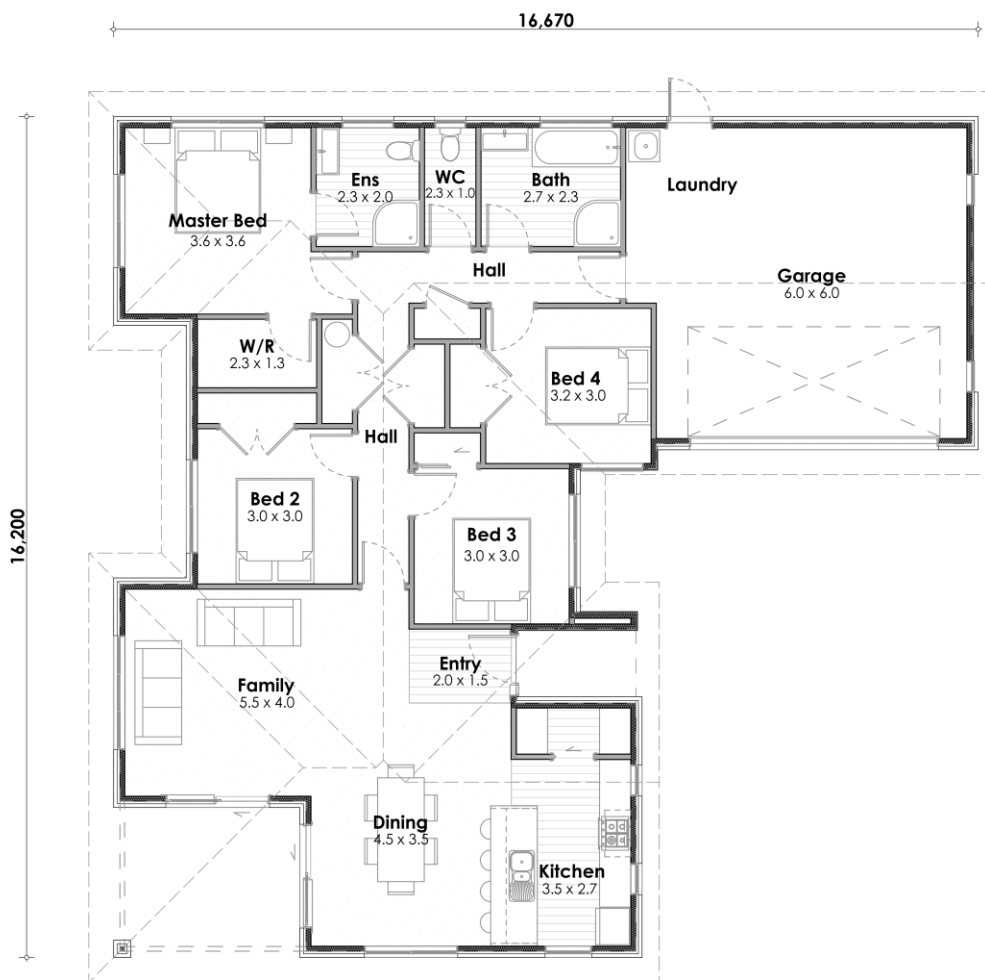 16,670
16,200
Master Bed
3.6 x 3.6
Ens
2.3 x 2.0
WC
2.3 x 1.0
Bath
2.7 x 2.3
Laundry
Garage
6.0 x 6.0
Hall
W/R
2.3 x 1.3
Bed 4
3.2 x 3.0
Hall
Bed 2
3.0 x 3.0
Bed 3
3.0 x 3.0
Entry
2.0 x 1.5
Family
5.5 x 4.0
Dining
4.5 x 3.5
Kitchen
3.5 x 2.7